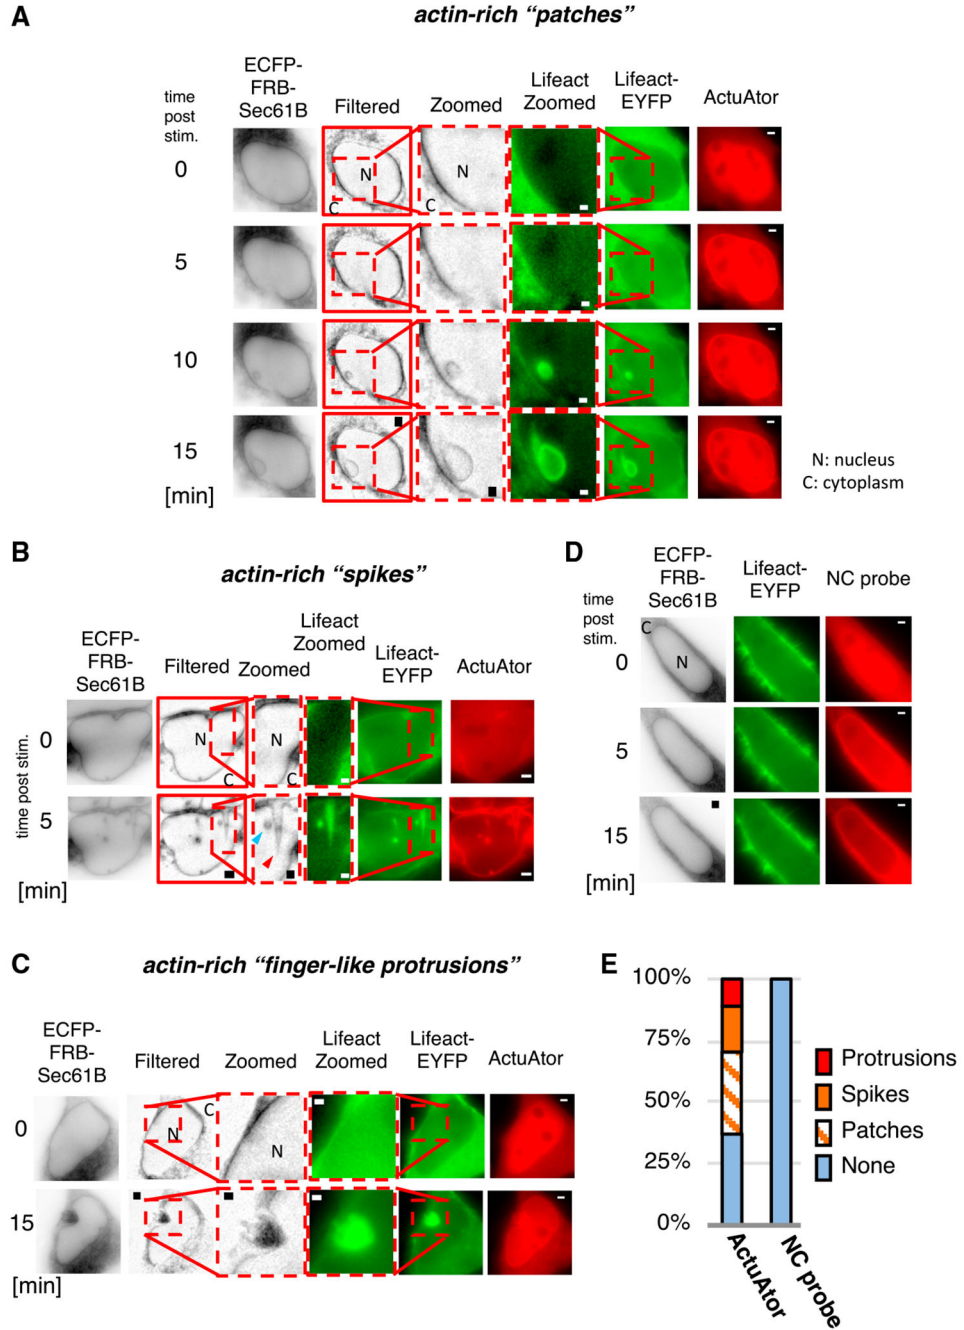 A
actin-rich “patches”
time
post
stim.
ECFP-
FRB-
Sec61B
Filtered
Zoomed
Lifeact
Zoomed
Lifeact-
EYFP
ActuAtor
0
N
C
N
C
5
10
15
[min]
N: nucleus
C: cytoplasm
B
actin-rich “spikes”
ECFP-
FRB-
Sec61B
Filtered
Zoomed
Lifeact
Zoomed
Lifeact-
EYFP
ActuAtor
time post stim.
0
N
C
N
C
5
[min]
D
time
post
stim.
ECFP-
FRB-
Sec61B
Lifeact-
EYFP
NC probe
0
C
N
5
15
[min]
C
actin-rich “finger-like protrusions”
ECFP-
FRB-
Sec61B
Filtered
Zoomed
Lifeact
Zoomed
Lifeact-
EYFP
ActuAtor
0
N
C
N
15
[min]
E
100%
75%
50%
25%
0%
ActuAtor
NC probe
Protrusions
Spikes
Patches
None